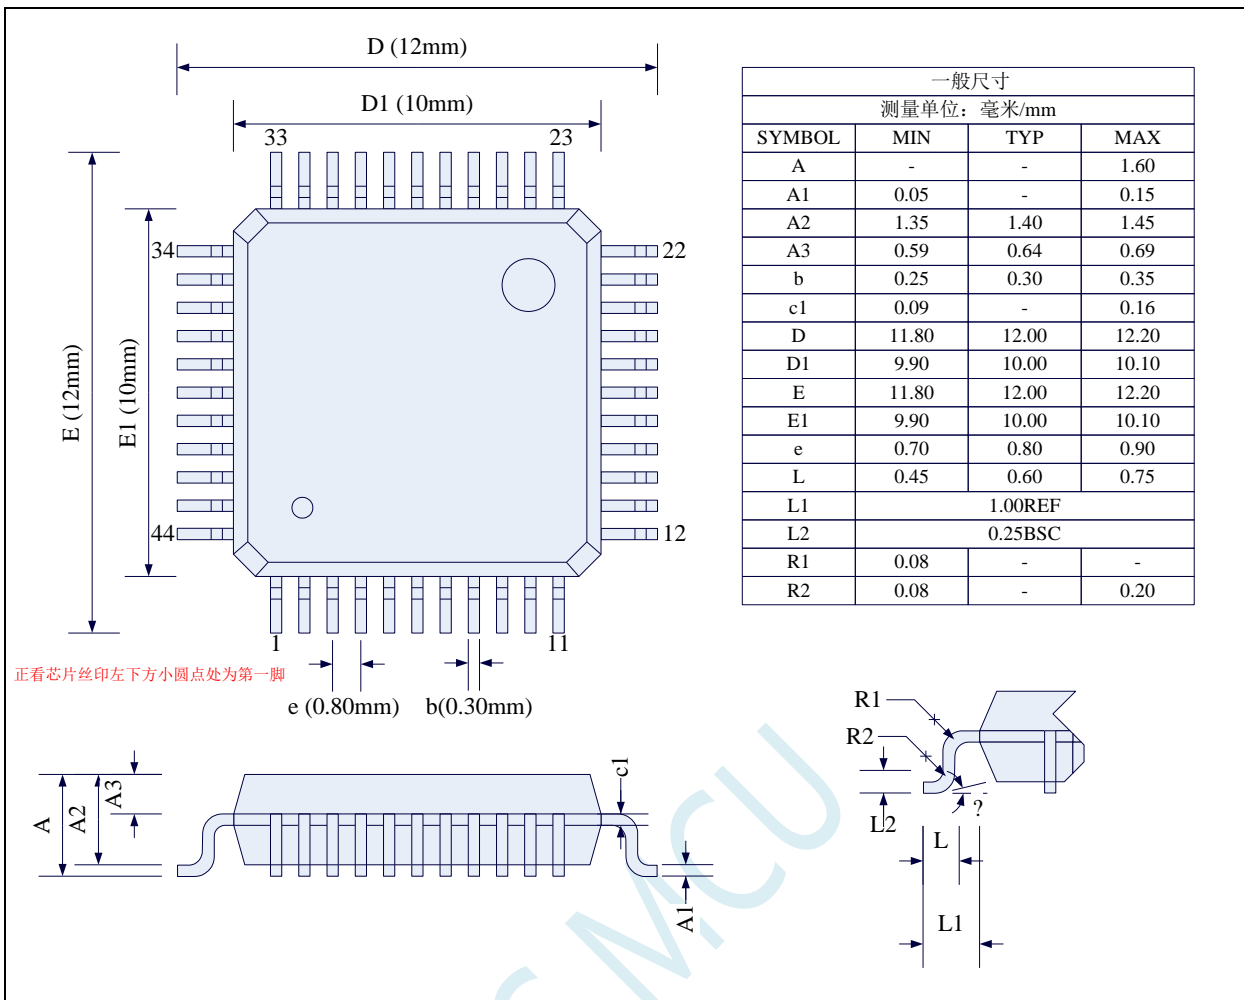 D (12mm)
D1 (10mm)
33
23
34
22
E (12mm)
E1 (10mm)
44
12
1
11
正看芯片丝印左下方小圆点处为第一脚
e (0.80mm)
b(0.30mm)
一般尺寸
测量单位：毫米/mm
SYMBOL MIN TYP MAX
A - - 1.60
A1 0.05 - 0.15
A2 1.35 1.40 1.45
A3 0.59 0.64 0.69
b 0.25 0.30 0.35
c1 0.09 - 0.16
D 11.80 12.00 12.20
D1 9.90 10.00 10.10
E 11.80 12.00 12.20
E1 9.90 10.00 10.10
e 0.70 0.80 0.90
L 0.45 0.60 0.75
L1 1.00REF
L2 0.25BSC
R1 0.08 - -
R2 0.08 - 0.20
A
A2
A3
c1
A1
R1
R2
L2
?
L
L1
MCU